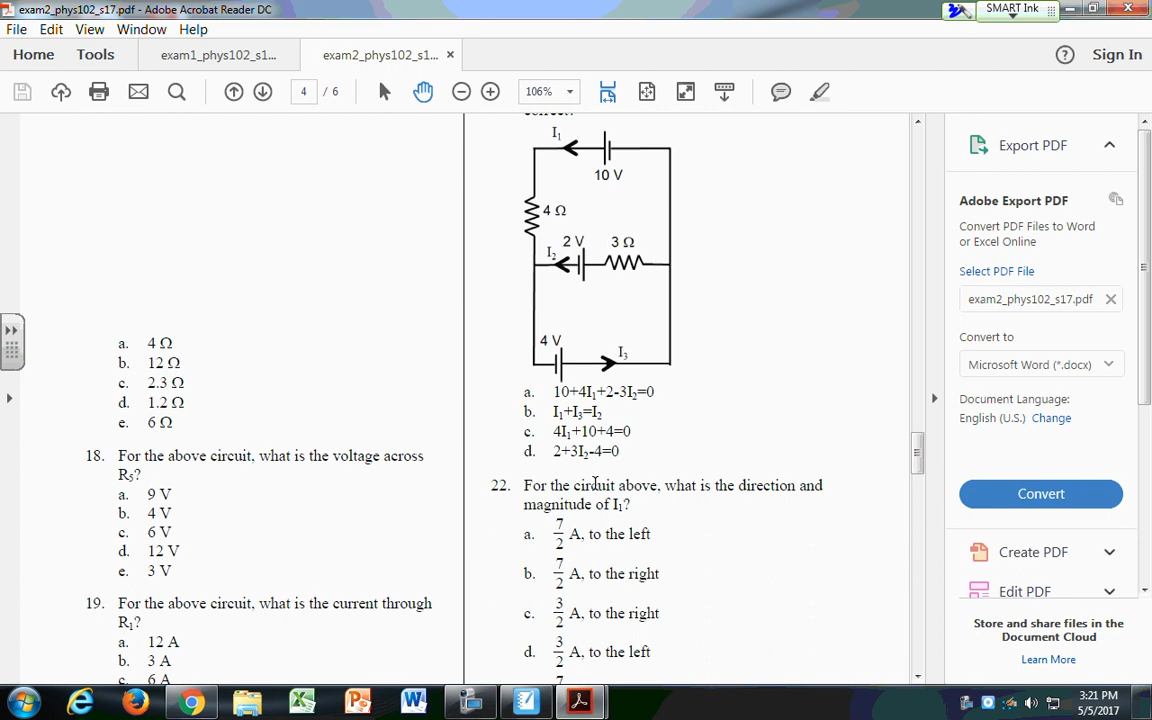 exam2_phys102_s17.pdf - Adobe Acrobat Reader DC
SMART Ink
File Edit View Window Help
Home Tools exam1_phys102_s1... exam2_phys102_s1... × Sign In
4 / 6 106%
I₁
10 V
4 Ω
2 V 3 Ω
I₂
4 V
I₃
a. 10+4I₁+2-3I₂=0
b. I₁+I₃=I₂
c. 4I₁+10+4=0
d. 2+3I₂-4=0
22. For the circuit above, what is the direction and
magnitude of I₁?
a. 7/2 A, to the left
b. 7/2 A, to the right
c. 3/2 A, to the right
d. 3/2 A, to the left
7
a. 4 Ω
b. 12 Ω
c. 2.3 Ω
d. 1.2 Ω
e. 6 Ω
18. For the above circuit, what is the voltage across
R₅?
a. 9 V
b. 4 V
c. 6 V
d. 12 V
e. 3 V
19. For the above circuit, what is the current through
R₁?
a. 12 A
b. 3 A
c. 6 A
Export PDF
Adobe Export PDF
Convert PDF Files to Word
or Excel Online
Select PDF File
exam2_phys102_s17.pdf
Convert to
Microsoft Word (*.docx)
Document Language:
English (U.S.) Change
Convert
Create PDF
Edit PDF
Store and share files in the
Document Cloud
Learn More
3:21 PM
5/5/2017